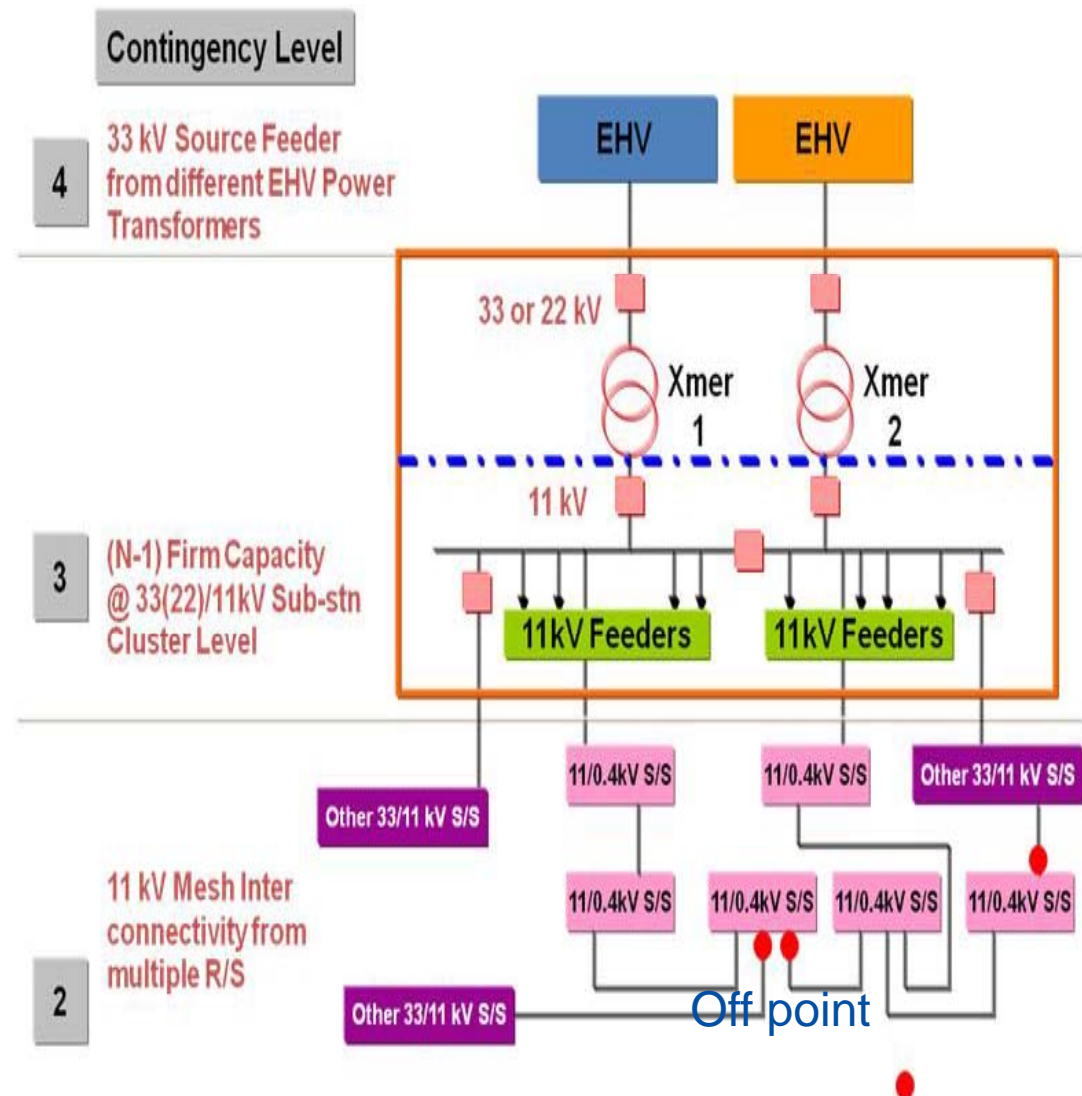 Contingency Level
4
33 kV Source Feeder
from different EHV Power
Transformers
EHV
EHV
33 or 22 kV
Xmer
1
Xmer
2
11 kV
3
(N-1) Firm Capacity
@ 33(22)/11kV Sub-stn
Cluster Level
11kV Feeders
11kV Feeders
11/0.4kV S/S
11/0.4kV S/S
Other 33/11 kV S/S
Other 33/11 kV S/S
2
11 kV Mesh Inter
connectivity from
multiple R/S
11/0.4kV S/S
11/0.4kV S/S
11/0.4kV S/S
11/0.4kV S/S
Other 33/11 kV S/S
Off point